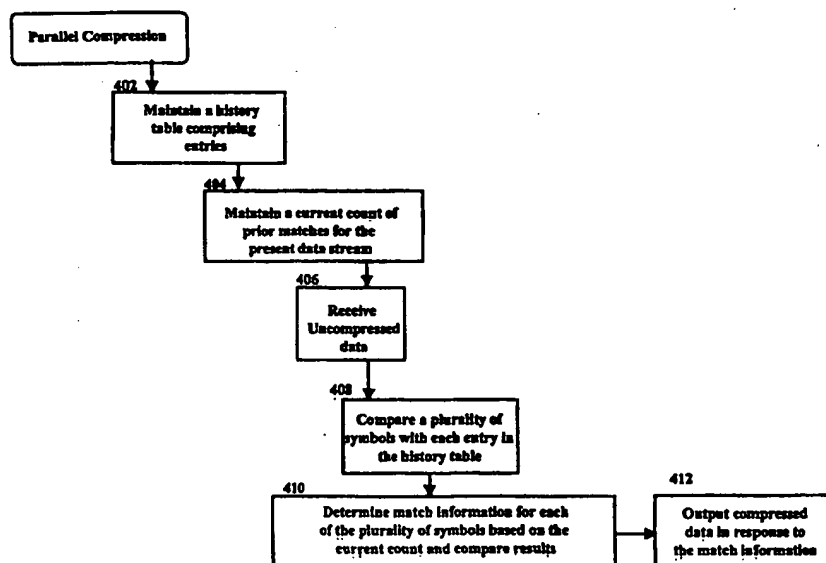 Parallel Compression
402
Maintain a history
table comprising
entries
404
Maintain a current count of
prior matches for the
present data stream
406
Receive
Uncompressed
data
408
Compare a plurality of
symbols with each entry in
the history table
410
Determine match information for each
of the plurality of symbols based on the
current count and compare results
412
Output compressed
data in response to
the match information